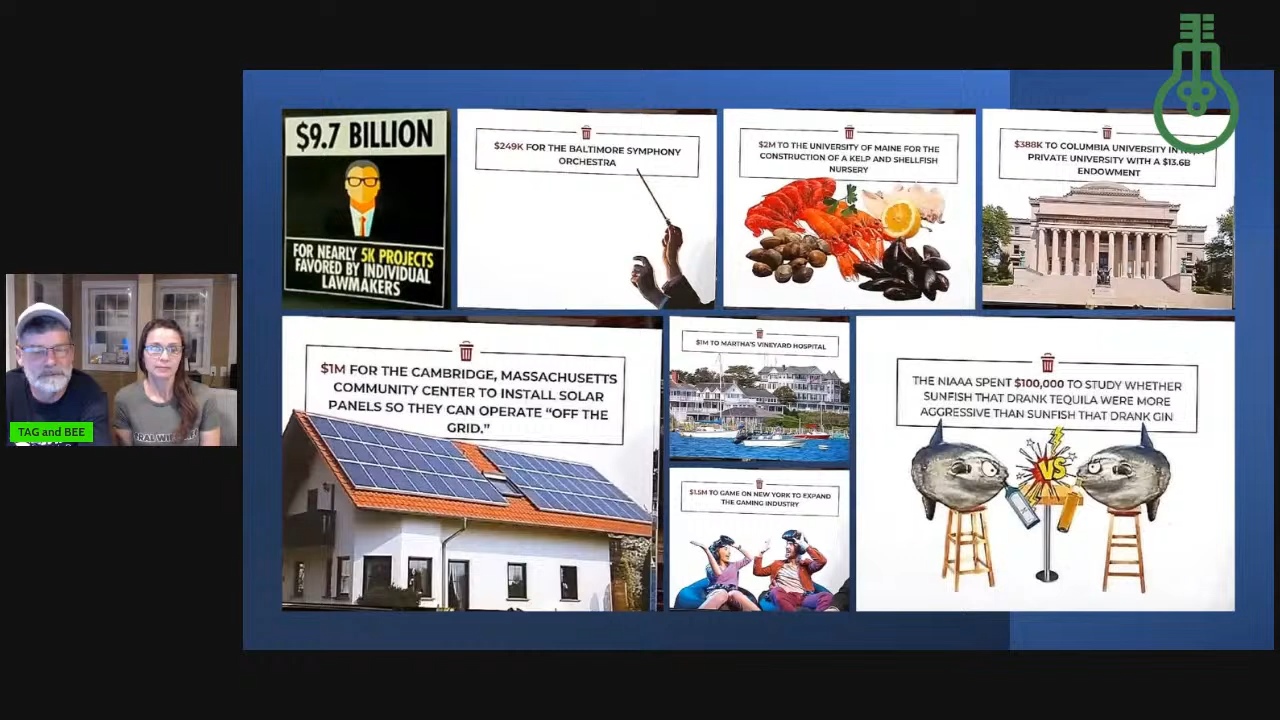 $9.7 BILLION
FOR NEARLY 5K PROJECTS
FAVORED BY INDIVIDUAL
LAWMAKERS
$249K FOR THE BALTIMORE SYMPHONY
ORCHESTRA
$2M TO THE UNIVERSITY OF MAINE FOR THE
CONSTRUCTION OF A KELP AND SHELLFISH
NURSERY
$388K TO COLUMBIA UNIVERSITY IN
PRIVATE UNIVERSITY WITH A $13.6B
ENDOWMENT
$1M FOR THE CAMBRIDGE, MASSACHUSETTS
COMMUNITY CENTER TO INSTALL SOLAR
PANELS SO THEY CAN OPERATE “OFF THE
GRID.”
$1M TO MARTHA'S VINEYARD HOSPITAL
$1.5M TO GAME ON NEW YORK TO EXPAND
THE GAMING INDUSTRY
THE NIAAA SPENT $100,000 TO STUDY WHETHER
SUNFISH THAT DRANK TEQUILA WERE MORE
AGGRESSIVE THAN SUNFISH THAT DRANK GIN
VS
TAG and BEE